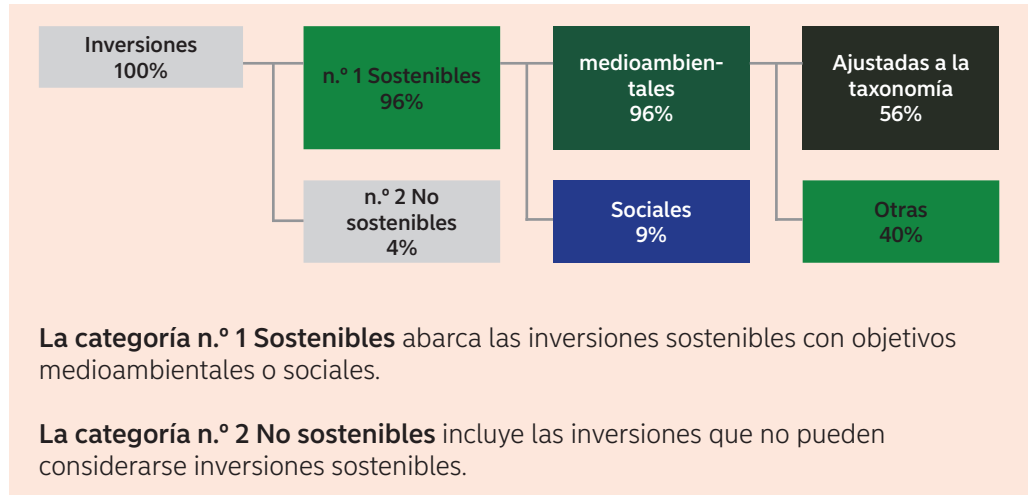 Inversiones
100%
n.º 1 Sostenibles
96%
medioambien-
tales
96%
Ajustadas a la
taxonomía
56%
n.º 2 No
sostenibles
4%
Sociales
9%
Otras
40%
La categoría n.º 1 Sostenibles abarca las inversiones sostenibles con objetivos
medioambientales o sociales.
La categoría n.º 2 No sostenibles incluye las inversiones que no pueden
considerarse inversiones sostenibles.